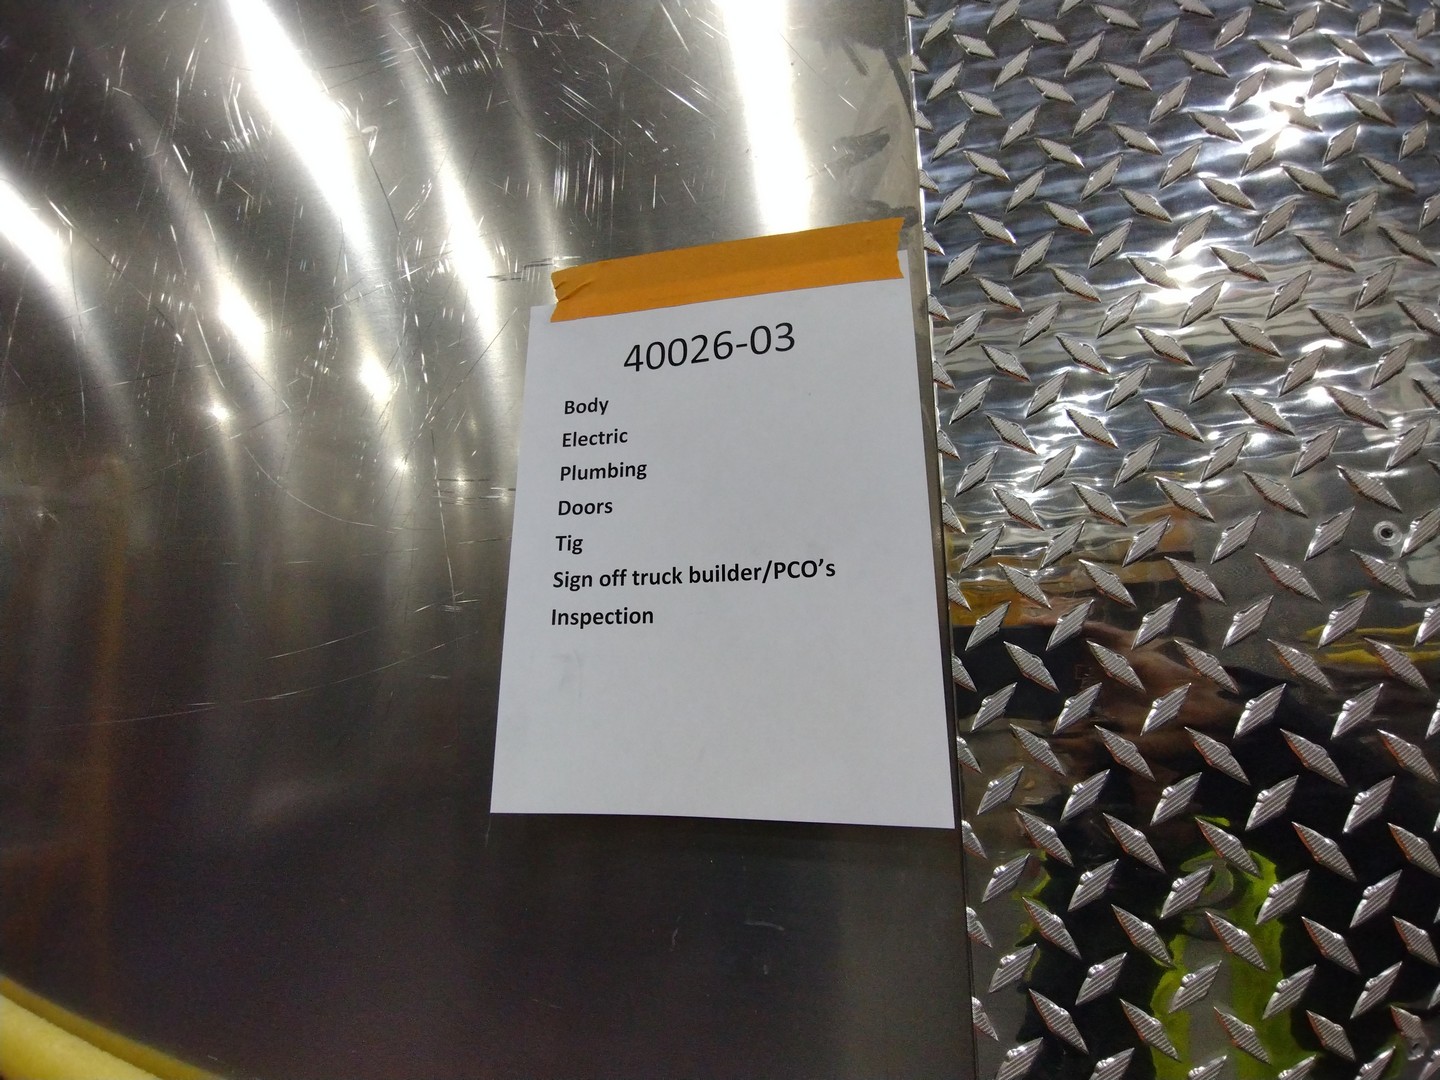 40026-03
Body
Electric
Plumbing
Doors
Tig
Sign off truck builder/PCO’s
Inspection